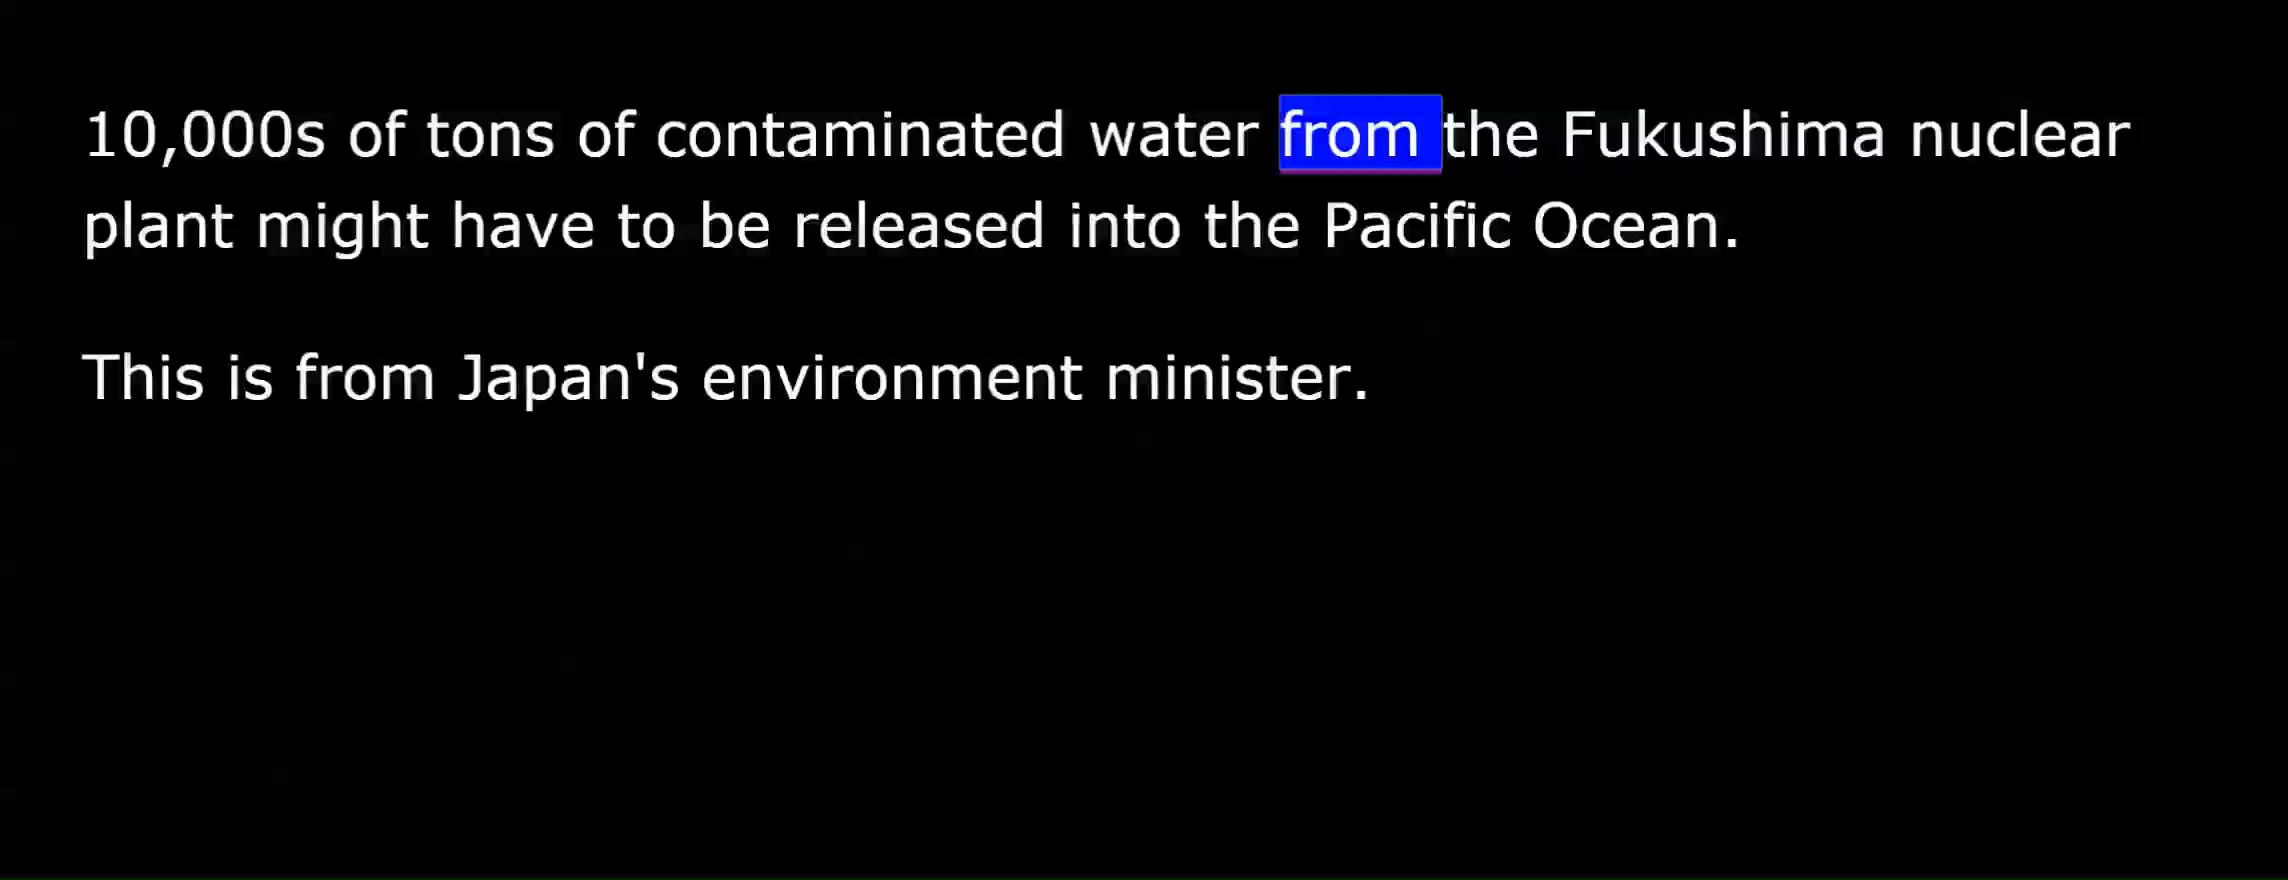 10,000s of tons of contaminated water from the Fukushima nuclear
plant might have to be released into the Pacific Ocean.
This is from Japan's environment minister.